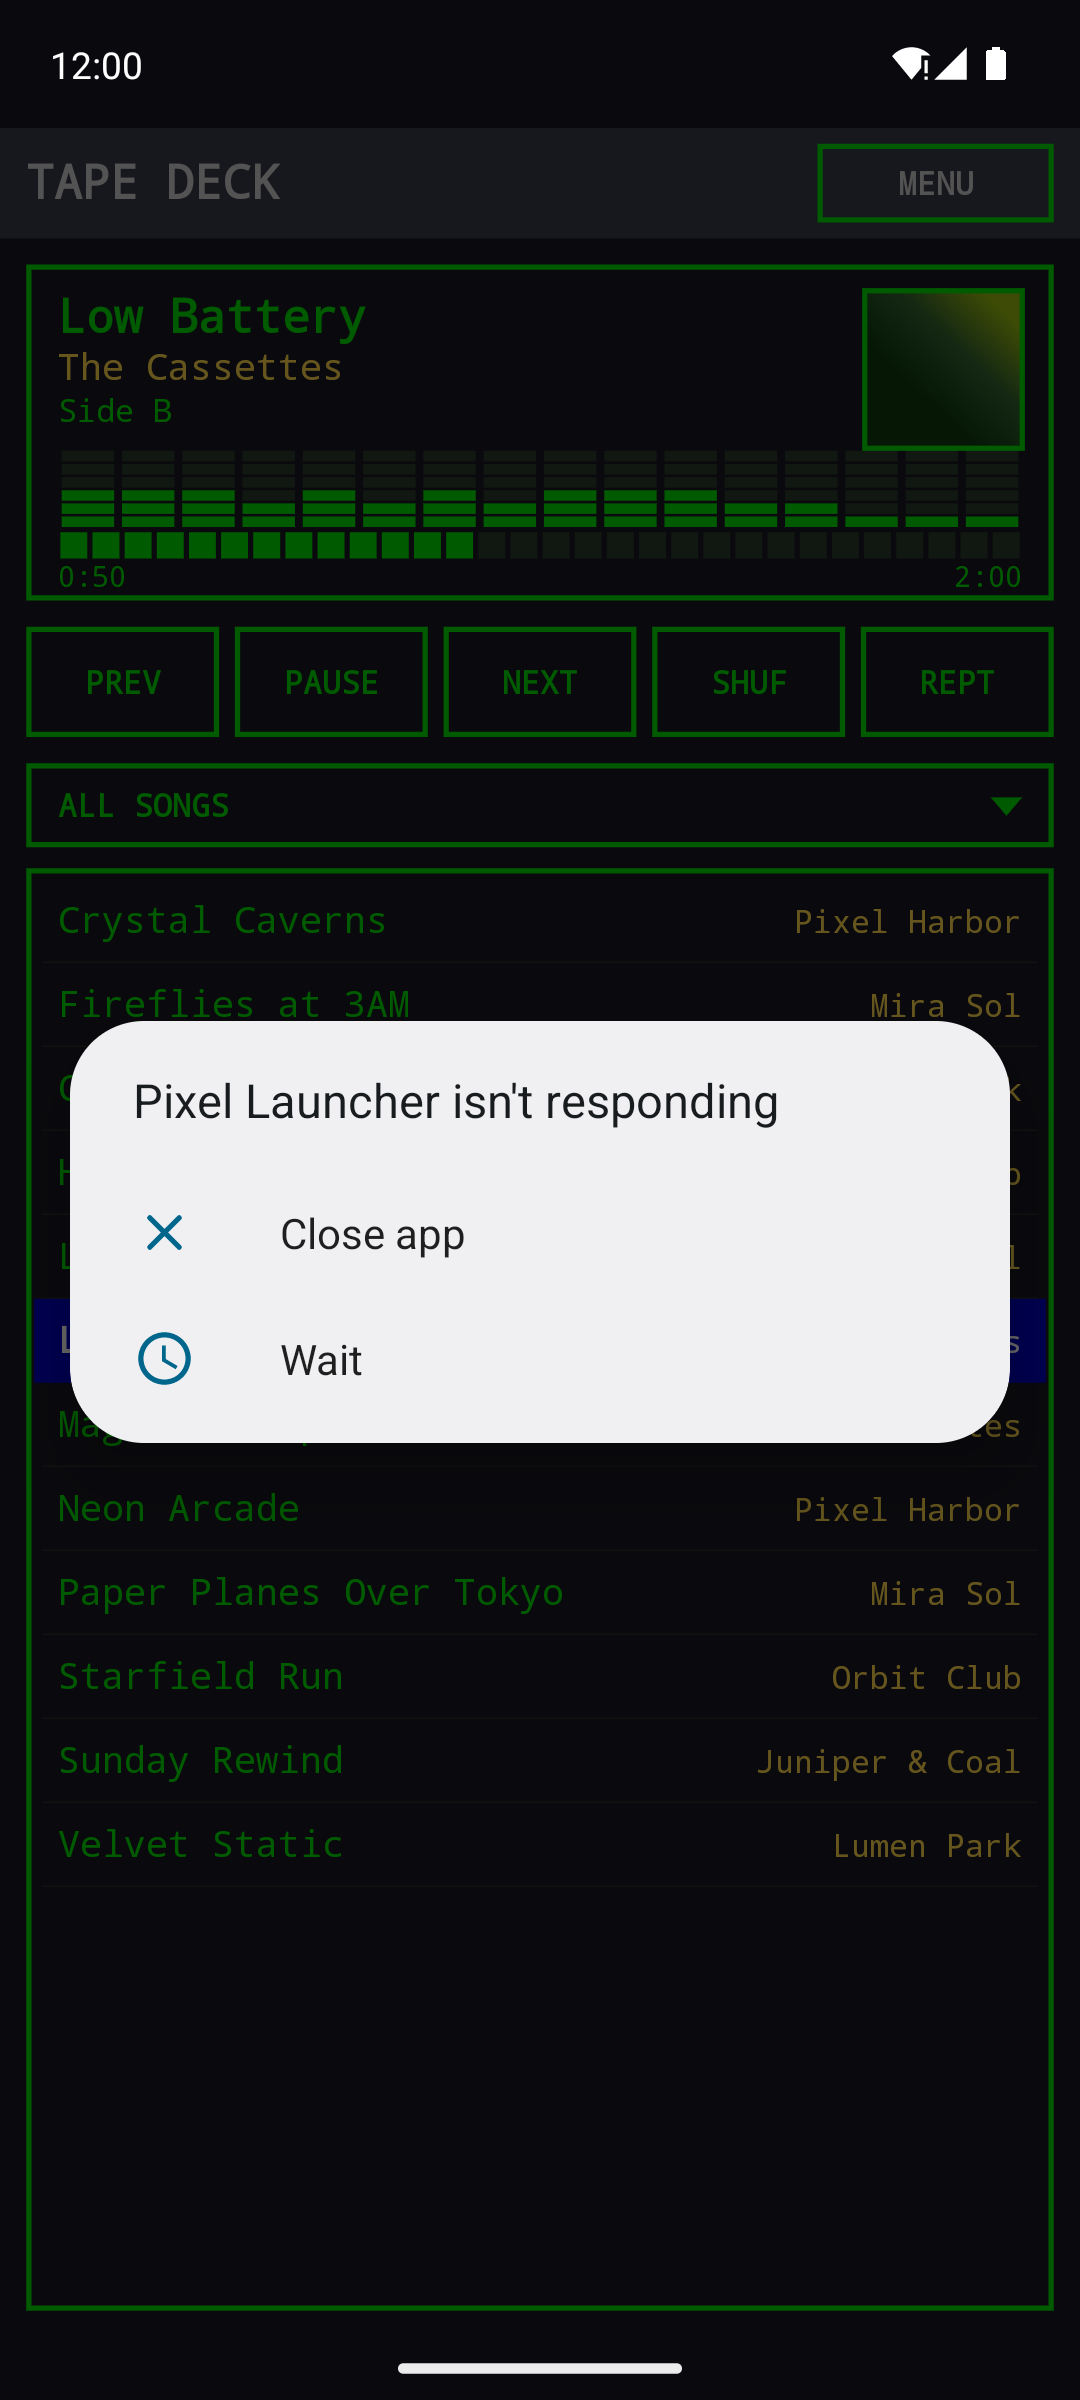 12:00
TAPE DECK
MENU
Low Battery
The Cassettes
Side B
0:50
2:00
PREV
PAUSE
NEXT
SHUF
REPT
ALL SONGS
Crystal Caverns
Pixel Harbor
Fireflies at 3AM
Mira Sol
Pixel Launcher isn't responding
Close app
Wait
Neon Arcade
Pixel Harbor
Paper Planes Over Tokyo
Mira Sol
Starfield Run
Orbit Club
Sunday Rewind
Juniper & Coal
Velvet Static
Lumen Park